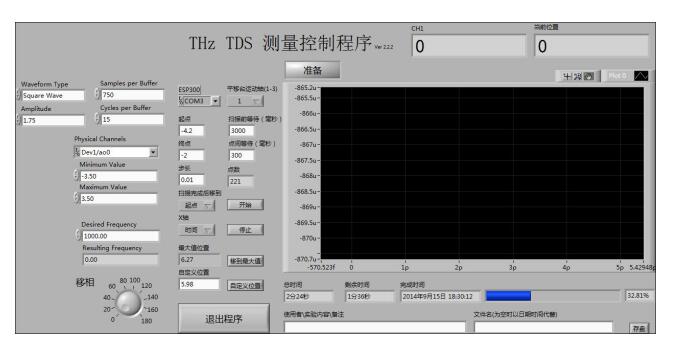 THz TDS 测量控制程序 Ver 2.2.2
CH1
0
当前位置
0
准备
Plot 0
Waveform Type
Square Wave
Samples per Buffer
750
Amplitude
1.75
Cycles per Buffer
15
Physical Channels
Dev1/ao0
Minimum Value
-3.50
Maximum Value
3.50
Desired Frequency
1000.00
Resulting Frequency
0.00
移相
0 20 40 60 80 100 120 140 160 180
ESP300
COM3
平移台运动轴(1-3)
1
起点
-4.2
扫描前等待（毫秒）
3000
终点
-2
点间等待（毫秒）
300
步长
0.01
点数
221
扫描完成后移到
起点
开始
X轴
时间
停止
最大值位置
6.27
移到最大值
自定义位置
5.98
自定义位置
退出程序
-865.2u
-865.5u
-866u
-866.5u
-867u
-867.5u
-868u
-868.5u
-869u
-869.5u
-870u
-870.7u
-570.523f 0 1p 2p 3p 4p 5p 5.42948p
总时间
2分24秒
剩余时间
1分36秒
完成时间
2014年9月15日 18:30:12
32.81%
使用者\实验内容\备注
文件名(为空时以日期时间代替)
存盘